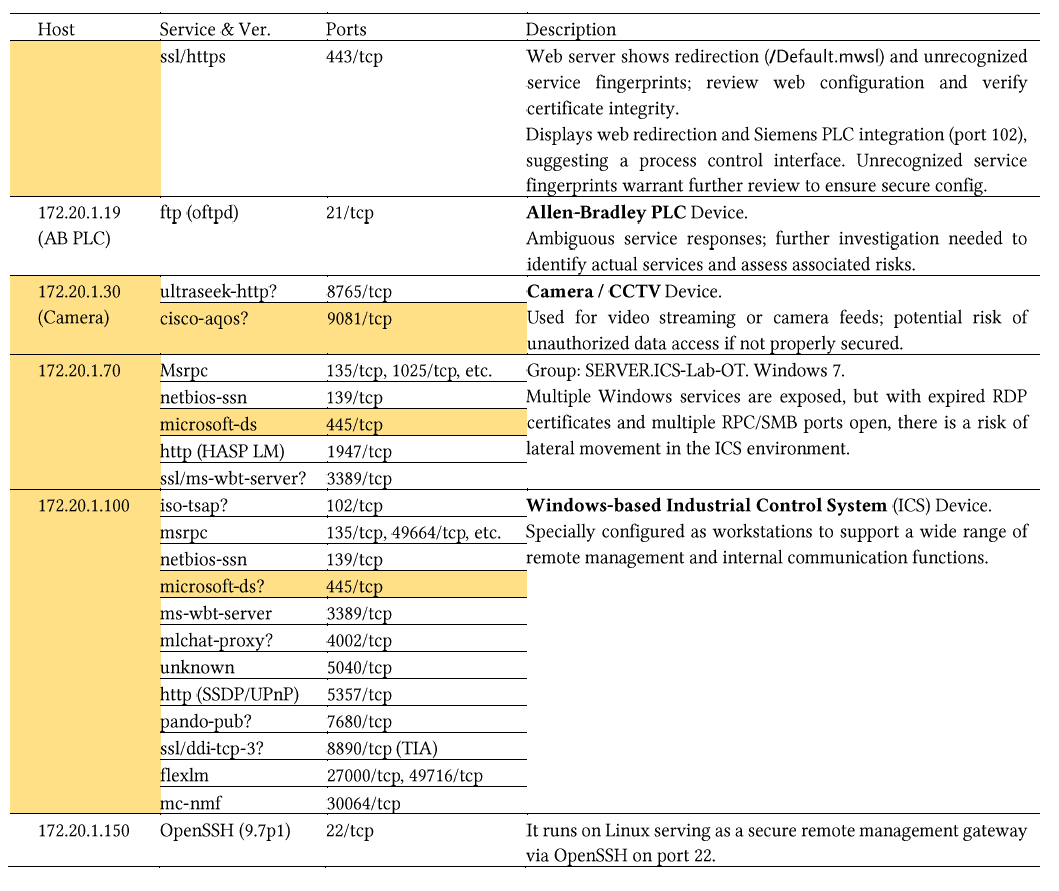 Host Service & Ver. Ports Description
ssl/https 443/tcp Web server shows redirection (/Default.mwsl) and unrecognized
service fingerprints; review web configuration and verify
certificate integrity.
Displays web redirection and Siemens PLC integration (port 102),
suggesting a process control interface. Unrecognized service
fingerprints warrant further review to ensure secure config.
172.20.1.19 ftp (oftpd) 21/tcp Allen-Bradley PLC Device.
(AB PLC) Ambiguous service responses; further investigation needed to
identify actual services and assess associated risks.
172.20.1.30 ultraseek-http? 8765/tcp Camera / CCTV Device.
(Camera) cisco-aqos? 9081/tcp Used for video streaming or camera feeds; potential risk of
unauthorized data access if not properly secured.
172.20.1.70 Msrpc 135/tcp, 1025/tcp, etc. Group: SERVER.ICS-Lab-OT. Windows 7.
netbios-ssn 139/tcp Multiple Windows services are exposed, but with expired RDP
microsoft-ds 445/tcp certificates and multiple RPC/SMB ports open, there is a risk of
http (HASP LM) 1947/tcp lateral movement in the ICS environment.
ssl/ms-wbt-server? 3389/tcp
172.20.1.100 iso-tsap? 102/tcp Windows-based Industrial Control System (ICS) Device.
msrpc 135/tcp, 49664/tcp, etc. Specially configured as workstations to support a wide range of
netbios-ssn 139/tcp remote management and internal communication functions.
microsoft-ds? 445/tcp
ms-wbt-server 3389/tcp
mlchat-proxy? 4002/tcp
unknown 5040/tcp
http (SSDP/UPnP) 5357/tcp
pando-pub? 7680/tcp
ssl/ddi-tcp-3? 8890/tcp (TIA)
flexlm 27000/tcp, 49716/tcp
mc-nmf 30064/tcp
172.20.1.150 OpenSSH (9.7p1) 22/tcp It runs on Linux serving as a secure remote management gateway
via OpenSSH on port 22.